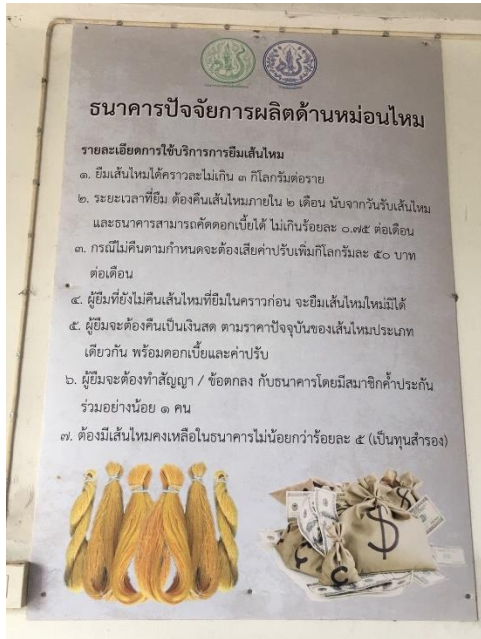 ธนาคารปัจจัยการผลิตด้านหม่อนไหม
รายละเอียดการใช้บริการการยืมเส้นไหม
๑. ยืมเส้นไหมได้คราวละไม่เกิน ๓ กิโลกรัมต่อราย
๒. ระยะเวลาที่ยืม ต้องคืนเส้นไหมภายใน ๒ เดือน นับจากวันรับเส้นไหม
และธนาคารสามารถคิดดอกเบี้ยได้ ไม่เกินร้อยละ ๐.๗๕ ต่อเดือน
๓. กรณีไม่คืนตามกำหนดจะต้องเสียค่าปรับเพิ่มกิโลกรัมละ ๕๐ บาท
ต่อเดือน
๔. ผู้ยืมที่ยังไม่คืนเส้นไหมที่ยืมในคราวก่อน จะยืมเส้นไหมใหม่มิได้
๕. ผู้ยืมจะต้องคืนเป็นเงินสด ตามราคาปัจจุบันของเส้นไหมประเภท
เดียวกัน พร้อมดอกเบี้ยและค่าปรับ
๖. ผู้ยืมจะต้องทำสัญญา / ข้อตกลง กับธนาคารโดยมีสมาชิกค้ำประกัน
ร่วมอย่างน้อย ๑ คน
๗. ต้องมีเส้นไหมคงเหลือในธนาคารไม่น้อยกว่าร้อยละ ๕ (เป็นทุนสำรอง)